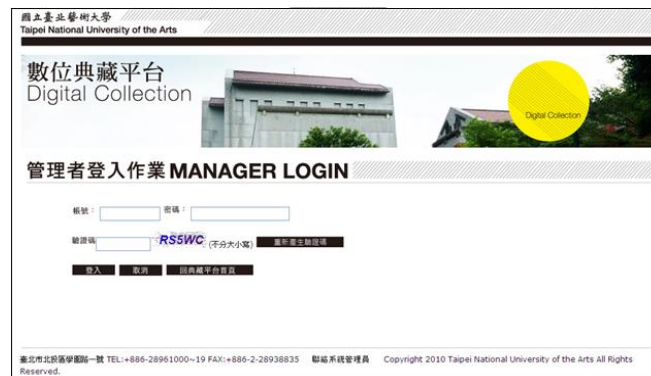 國立臺北藝術大學
Taipei National University of the Arts
數位典藏平台
Digital Collection
Digital Collection
管理者登入作業 MANAGER LOGIN
帳號： 密碼：
驗證碼 RS5WC (不分大小寫) 重新產生驗證碼
登入 取消 回典藏平台首頁
臺北市北投區學園路一號 TEL:+886-28961000~19 FAX:+886-2-28938835 聯絡系統管理員 Copyright 2010 Taipei National University of the Arts All Rights
Reserved.